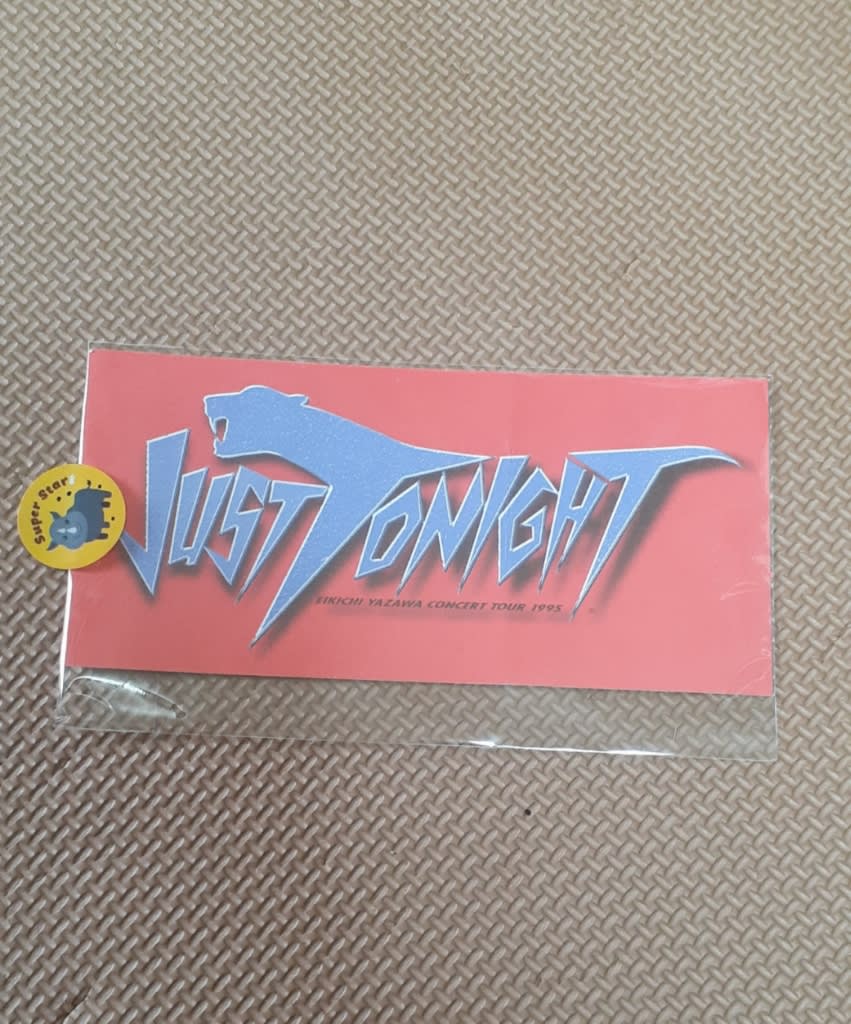 Super Star!
JUST TONIGHT
EIKICHI YAZAWA CONCERT TOUR 1995